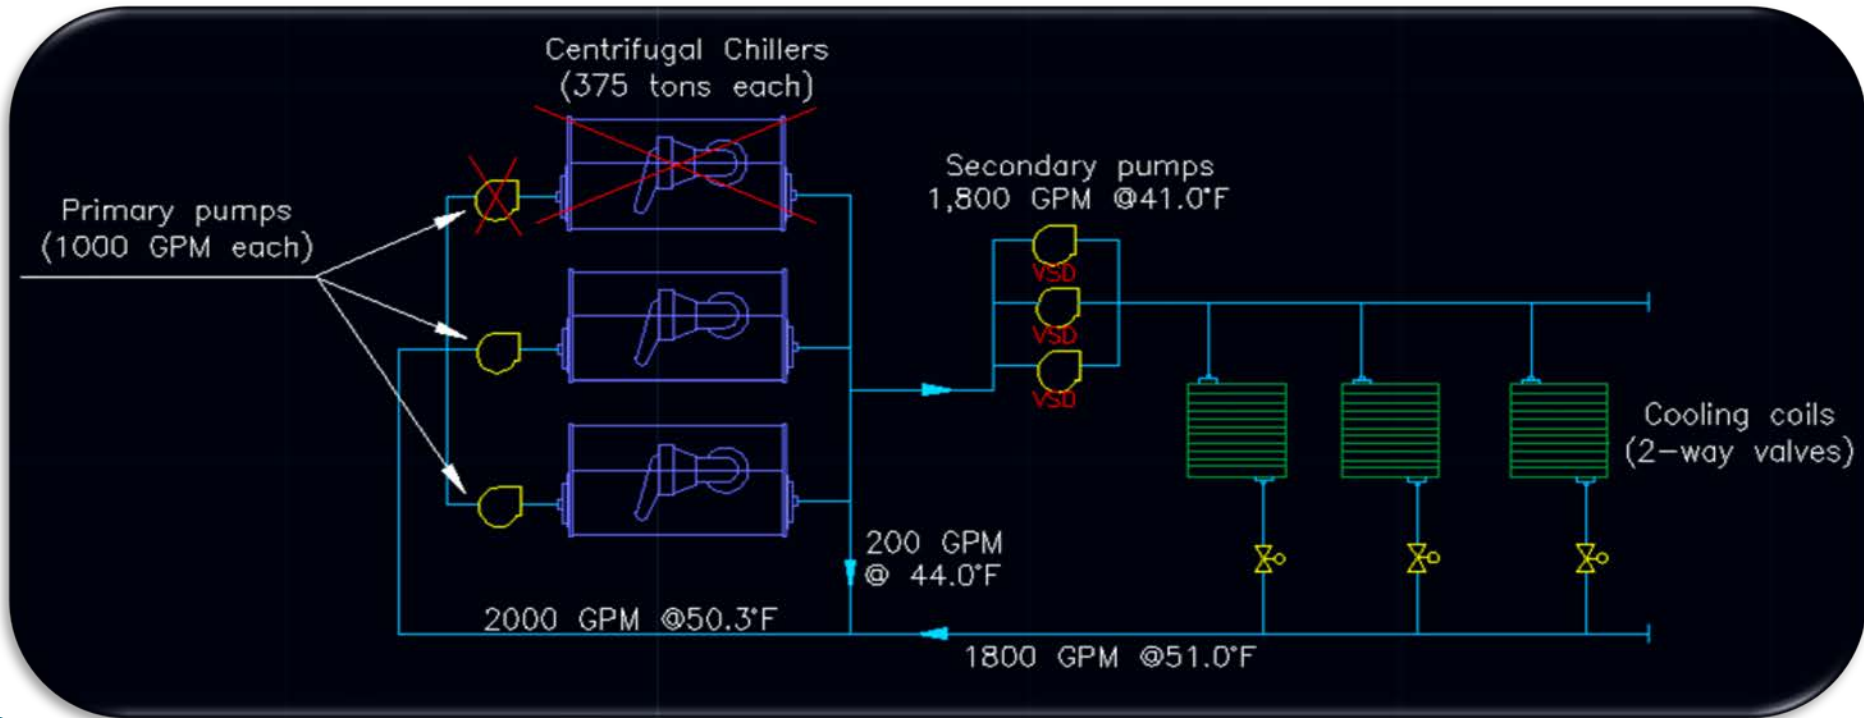 Centrifugal Chillers
(375 tons each)
Primary pumps
(1000 GPM each)
Secondary pumps
1,800 GPM @41.0°F
VSD
VSD
VSD
Cooling coils
(2-way valves)
200 GPM
@ 44.0°F
2000 GPM @50.3°F
1800 GPM @51.0°F